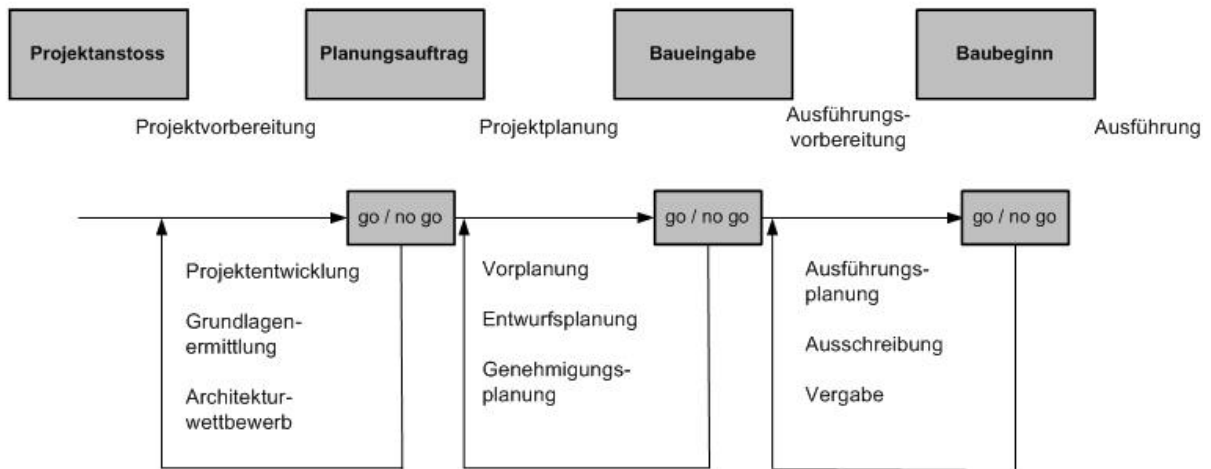 Projektanstoss
Planungsauftrag
Baueingabe
Baubeginn
Projektvorbereitung
Projektplanung
Ausführungs-
vorbereitung
Ausführung
go / no go
go / no go
go / no go
Projektentwicklung
Grundlagen-
ermittlung
Architektur-
wettbewerb
Vorplanung
Entwurfsplanung
Genehmigungs-
planung
Ausführungs-
planung
Ausschreibung
Vergabe